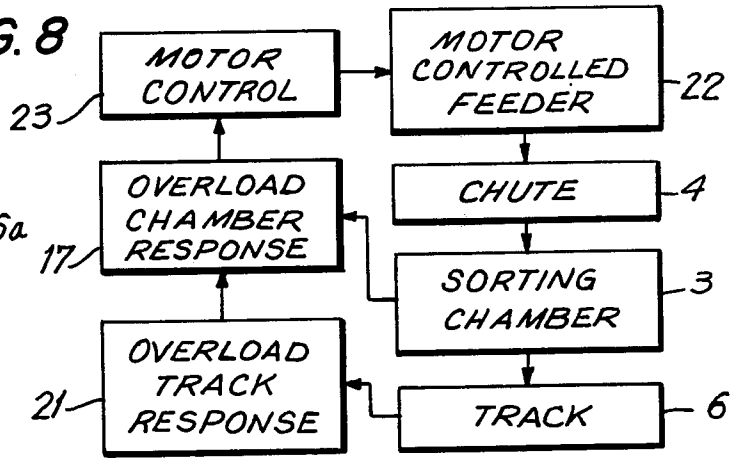 G. 8
MOTOR
CONTROL
23
MOTOR
CONTROLLED
FEEDER
22
OVERLOAD
CHAMBER
RESPONSE
17
6a
CHUTE
4
SORTING
CHAMBER
3
OVERLOAD
TRACK
RESPONSE
21
TRACK
6